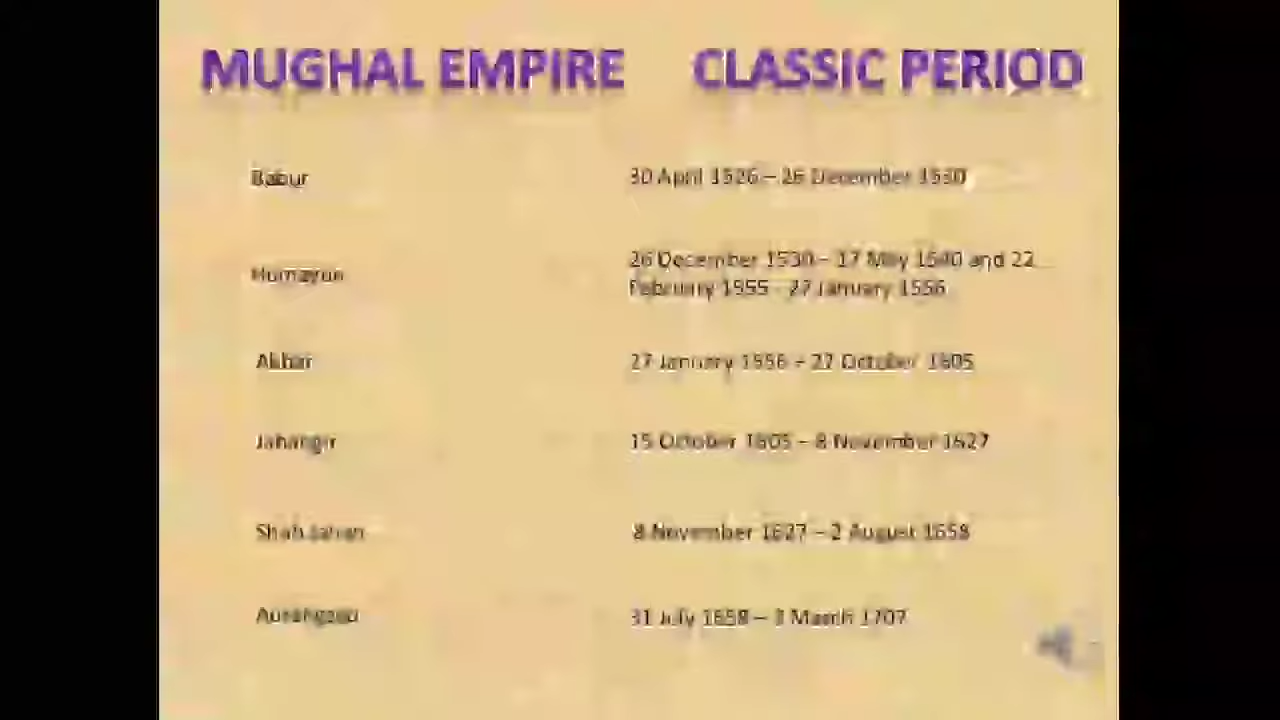 MUGHAL EMPIRE CLASSIC PERIOD
Babur 30 April 1526 – 26 December 1530
Humayun 26 December 1530 – 17 May 1540 and 22
February 1555 - 27 January 1556
Akbar 27 January 1556 – 27 October 1605
Jahangir 15 October 1605 – 8 November 1627
Shah Jahan 8 November 1627 – 2 August 1658
Aurangzeb 31 July 1658 – 3 March 1707